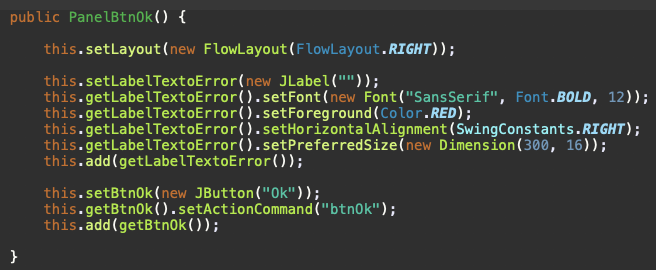 public PanelBtnOk() {
this.setLayout(new FlowLayout(FlowLayout.RIGHT));
this.setLabelTextoError(new JLabel(""));
this.getLabelTextoError().setFont(new Font("SansSerif", Font.BOLD, 12));
this.getLabelTextoError().setForeground(Color.RED);
this.getLabelTextoError().setHorizontalAlignment(SwingConstants.RIGHT);
this.getLabelTextoError().setPreferredSize(new Dimension(300, 16));
this.add(getLabelTextoError());
this.setBtnOk(new JButton("Ok"));
this.getBtnOk().setActionCommand("btnOk");
this.add(getBtnOk());
}